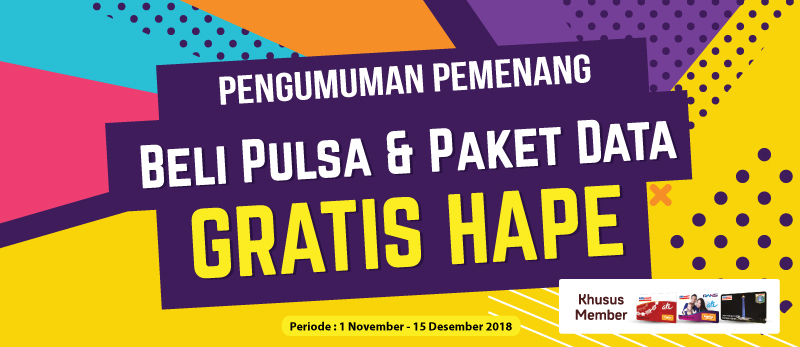 PENGUMUMAN PEMENANG
BELI PULSA & PAKET DATA
GRATIS HAPE
Periode : 1 November - 15 Desember 2018
Khusus
Member